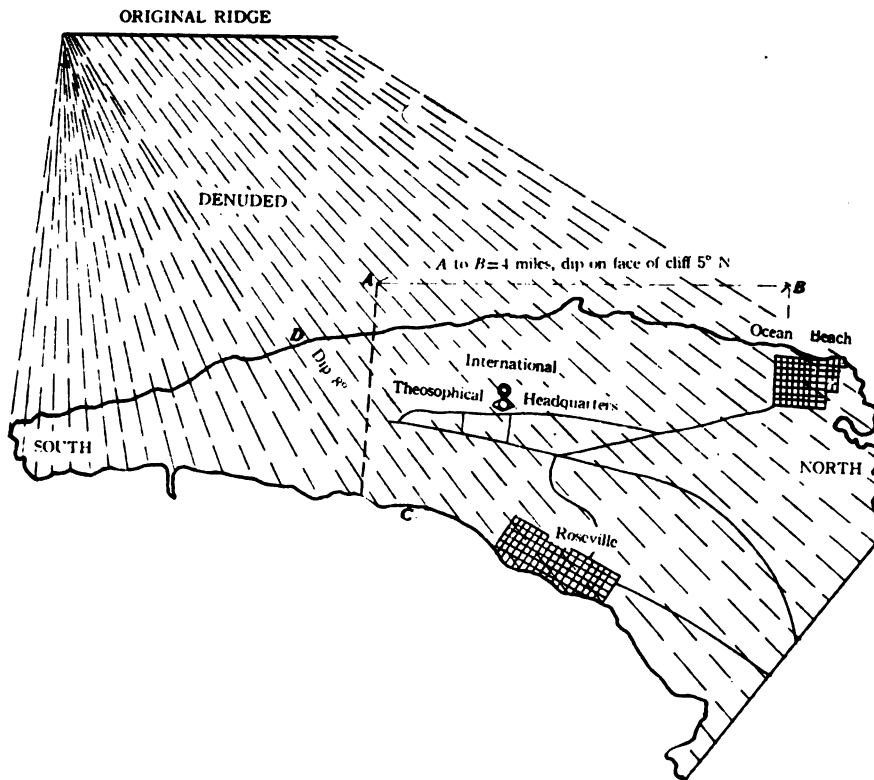 ORIGINAL RIDGE
DENUDED
A to B=4 miles, dip on face of cliff 5° N
A
B
Ocean Beach
D
Dip 8°
International
Theosophical Headquarters
SOUTH
NORTH
C
Roseville